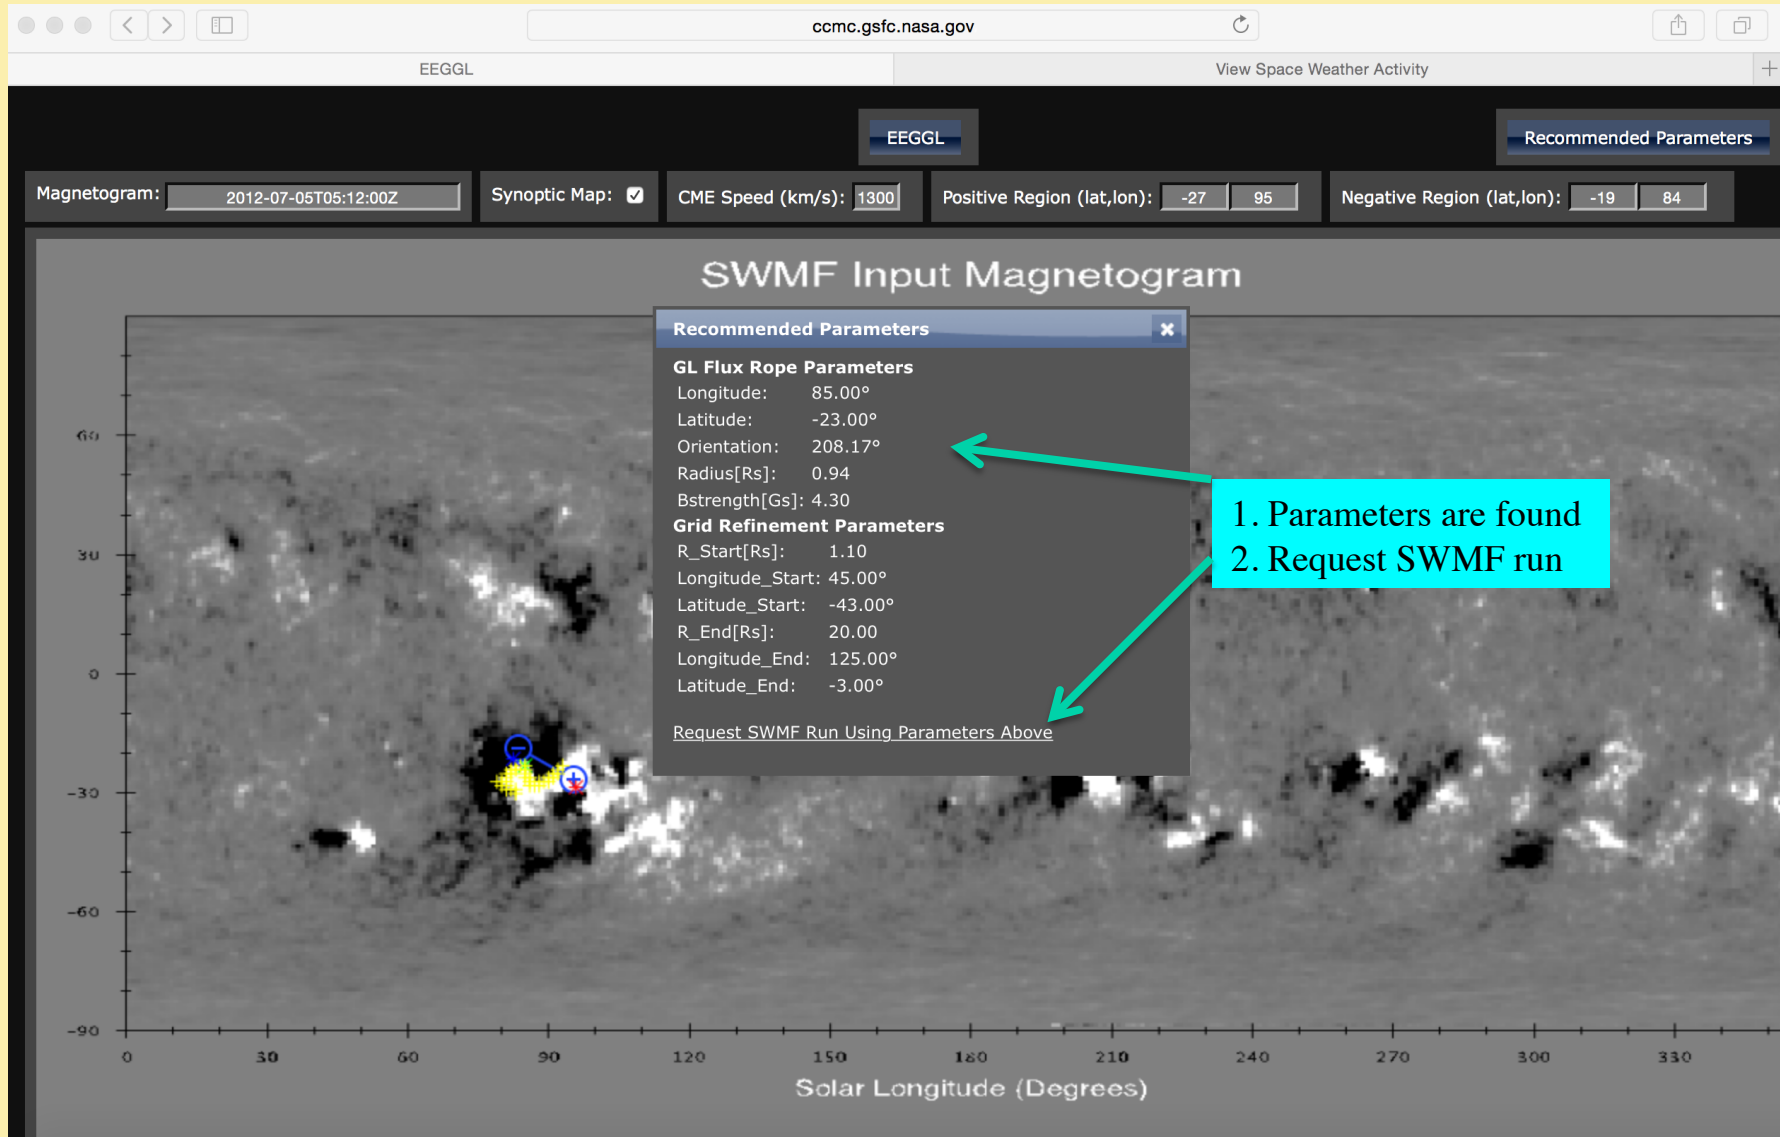 ccmc.gsfc.nasa.gov
EEGGL
View Space Weather Activity
EEGGL
Recommended Parameters
Magnetogram: 2012-07-05T05:12:00Z Synoptic Map: CME Speed (km/s): 1300 Positive Region (lat,lon): -27 95 Negative Region (lat,lon): -19 84
SWMF Input Magnetogram
Recommended Parameters
GL Flux Rope Parameters
Longitude: 85.00°
Latitude: -23.00°
Orientation: 208.17°
Radius[Rs]: 0.94
Bstrength[Gs]: 4.30
Grid Refinement Parameters
R_Start[Rs]: 1.10
Longitude_Start: 45.00°
Latitude_Start: -43.00°
R_End[Rs]: 20.00
Longitude_End: 125.00°
Latitude_End: -3.00°
Request SWMF Run Using Parameters Above
1. Parameters are found
2. Request SWMF run
60
30
0
-30
-60
-90
0 30 60 90 120 150 180 210 240 270 300 330
Solar Longitude (Degrees)